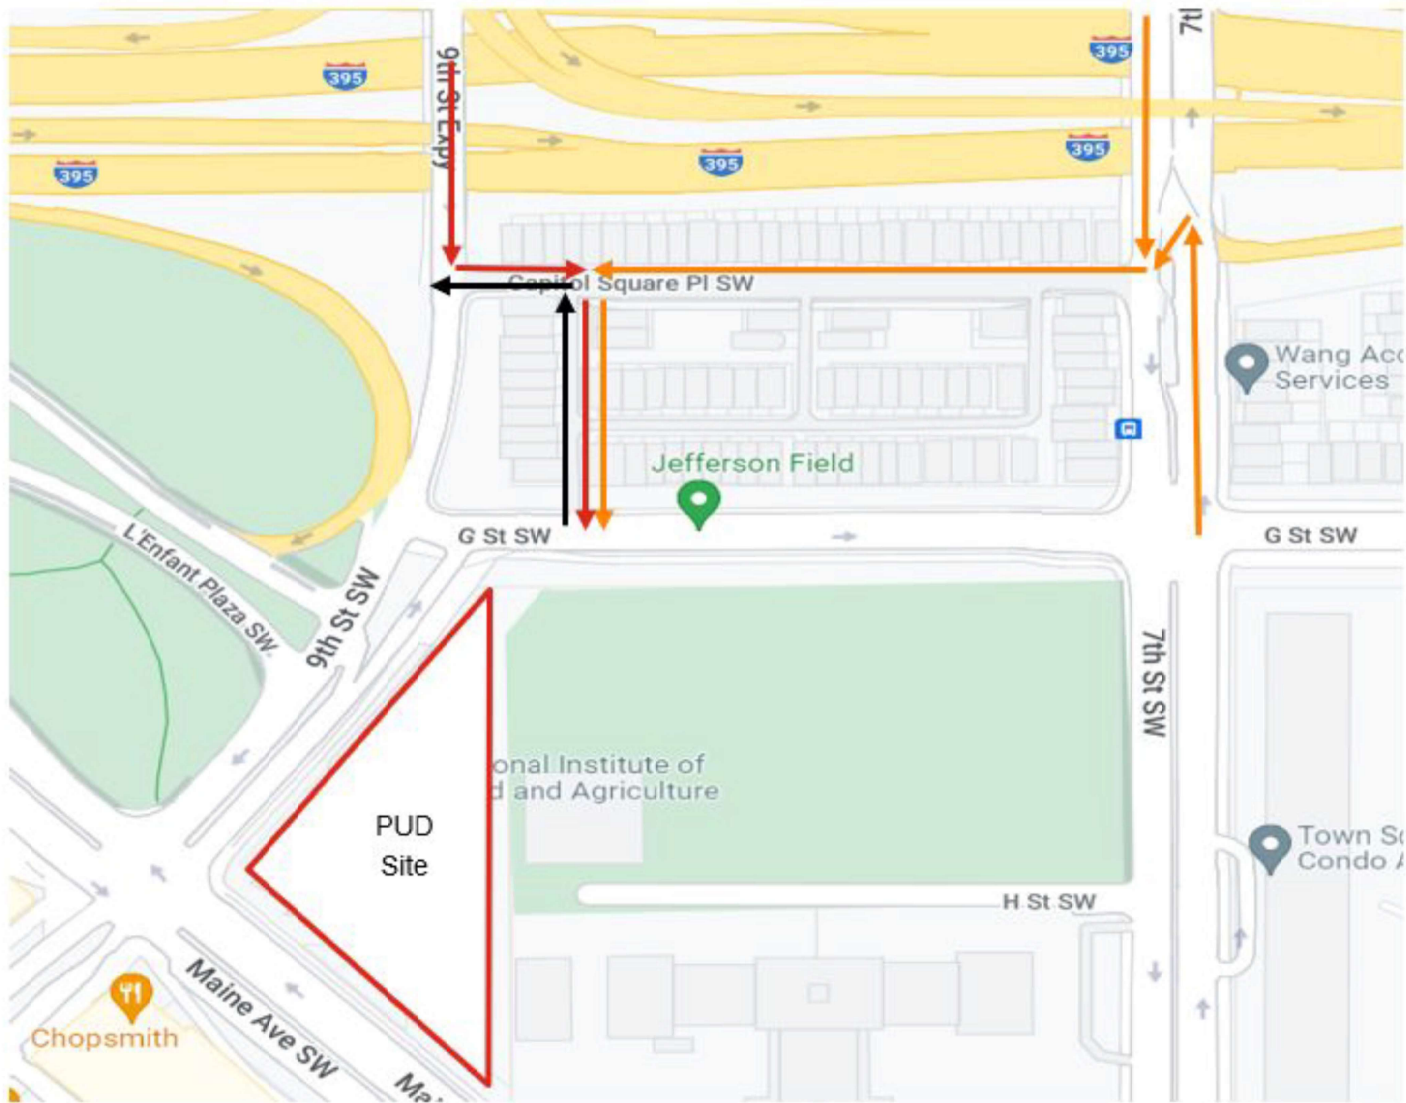 7tl
395
395
9th St Expy
395
395
395
Capitol Square Pl SW
Wang Acc
Services
Jefferson Field
G St SW
G St SW
L'Enfant Plaza SW
9th St SW
7th St SW
onal Institute of
d and Agriculture
PUD
Site
Town Sq
Condo A
H St SW
Maine Ave SW
Chopsmith
Mai